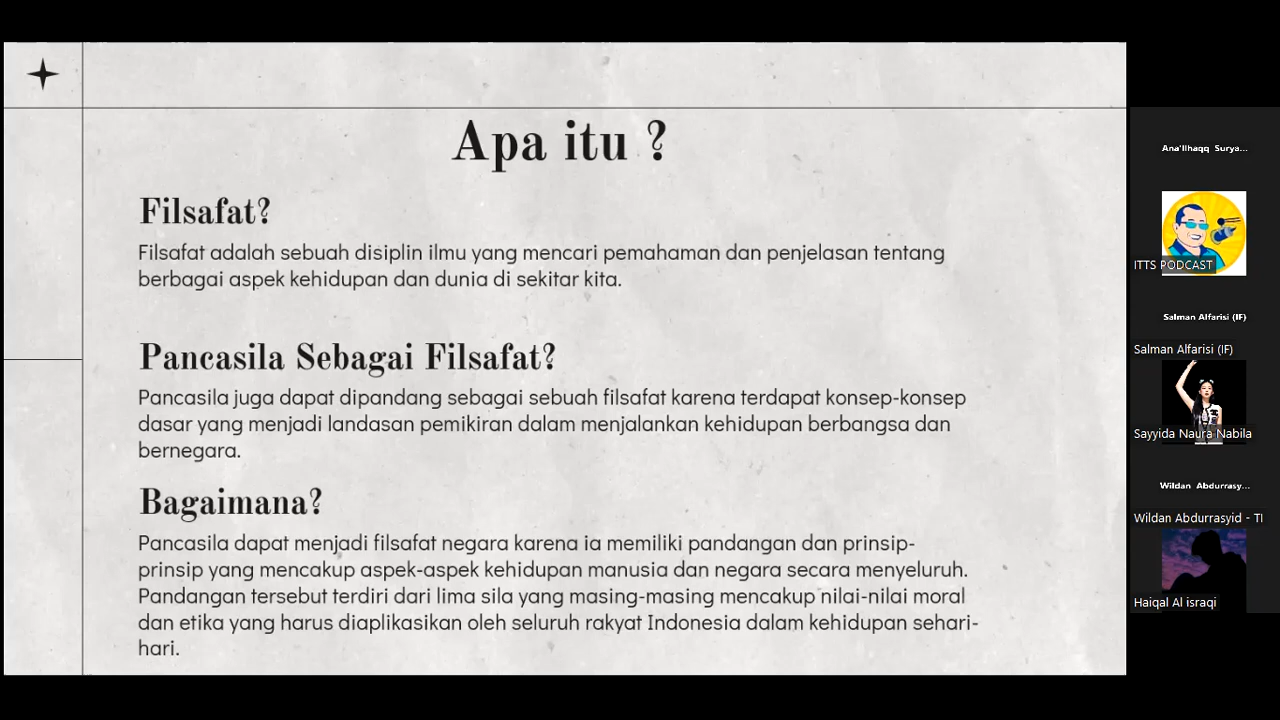 Apa itu ?
Filsafat?
Filsafat adalah sebuah disiplin ilmu yang mencari pemahaman dan penjelasan tentang
berbagai aspek kehidupan dan dunia di sekitar kita.
Pancasila Sebagai Filsafat?
Pancasila juga dapat dipandang sebagai sebuah filsafat karena terdapat konsep-konsep
dasar yang menjadi landasan pemikiran dalam menjalankan kehidupan berbangsa dan
bernegara.
Bagaimana?
Pancasila dapat menjadi filsafat negara karena ia memiliki pandangan dan prinsip-
prinsip yang mencakup aspek-aspek kehidupan manusia dan negara secara menyeluruh.
Pandangan tersebut terdiri dari lima sila yang masing-masing mencakup nilai-nilai moral
dan etika yang harus diaplikasikan oleh seluruh rakyat Indonesia dalam kehidupan sehari-
hari.
Ana'llhaqq Surya...
ITTS PODCAST
Salman Alfarisi (IF)
Salman Alfarisi (IF)
Sayyida Naura Nabila
Wildan Abdurrasy...
Wildan Abdurrasyid - TI
Haiqal Al israqi